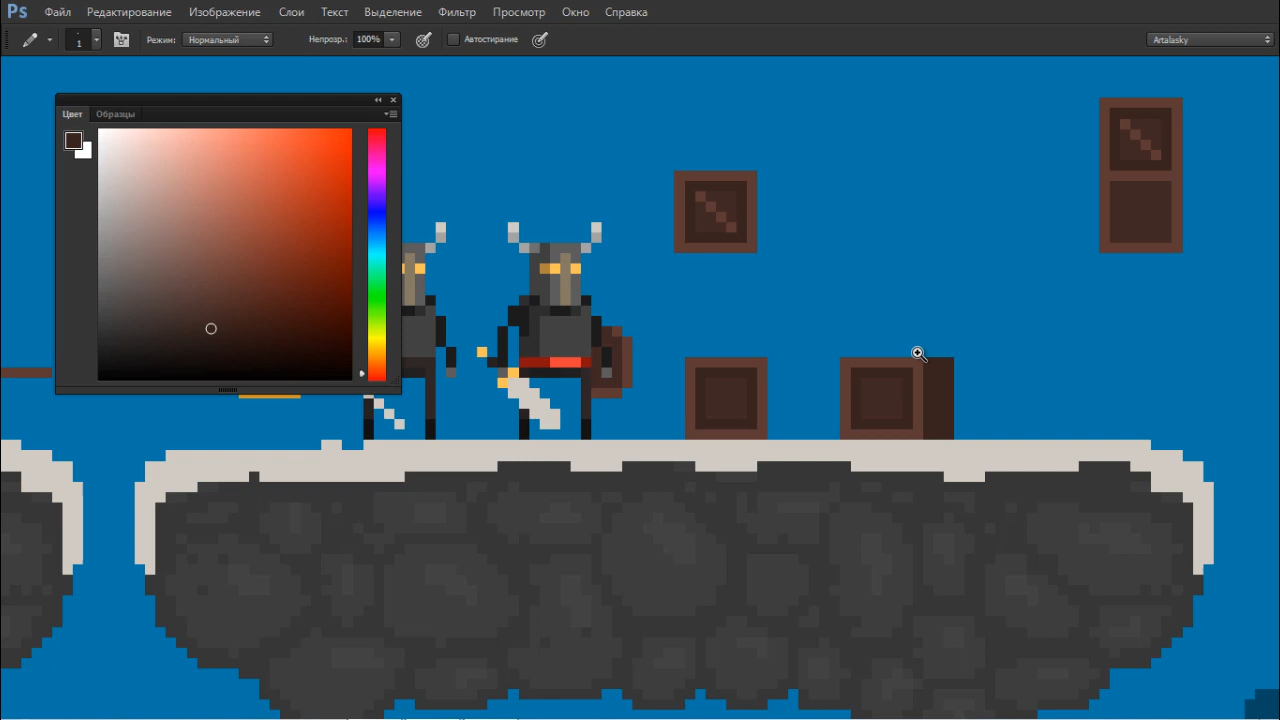 Ps Файл Редактирование Изображение Слои Текст Выделение Фильтр Просмотр Окно Справка
1 Режим: Нормальный Непрозр.: 100% Автостирание Artalasky
Цвет Образцы